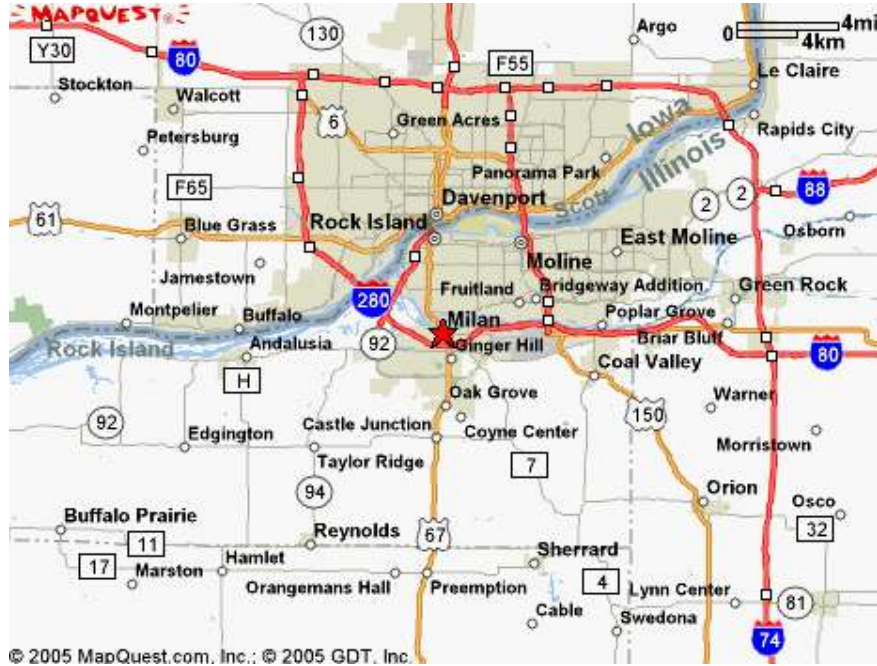 MAPQUEST
130
Argo
0 4mi
4km
Y30
80
F55
Stockton
Walcott
Le Claire
6
Green Acres
Iowa
Rapids City
Petersburg
Panorama Park
Illinois
F65
Davenport
Scott
2
2
88
61
Blue Grass
Rock Island
Osborn
East Moline
Jamestown
Moline
280
Fruitland
Bridgeway Addition
Green Rock
Montpelier
Buffalo
Milan
Poplar Grove
Rock Island
Andalusia
92
Ginger Hill
Briar Bluff
80
Coal Valley
H
Oak Grove
Warner
92
Castle Junction
150
Edgington
Coyne Center
Morristown
Taylor Ridge
7
94
Orion
Osco
Buffalo Prairie
Reynolds
67
32
11
Sherrard
17
Hamlet
Marston
Orangemans Hall
Preemption
4
Lynn Center
81
Cable
Swedona
74
© 2005 MapQuest.com, Inc.; © 2005 GDT, Inc.